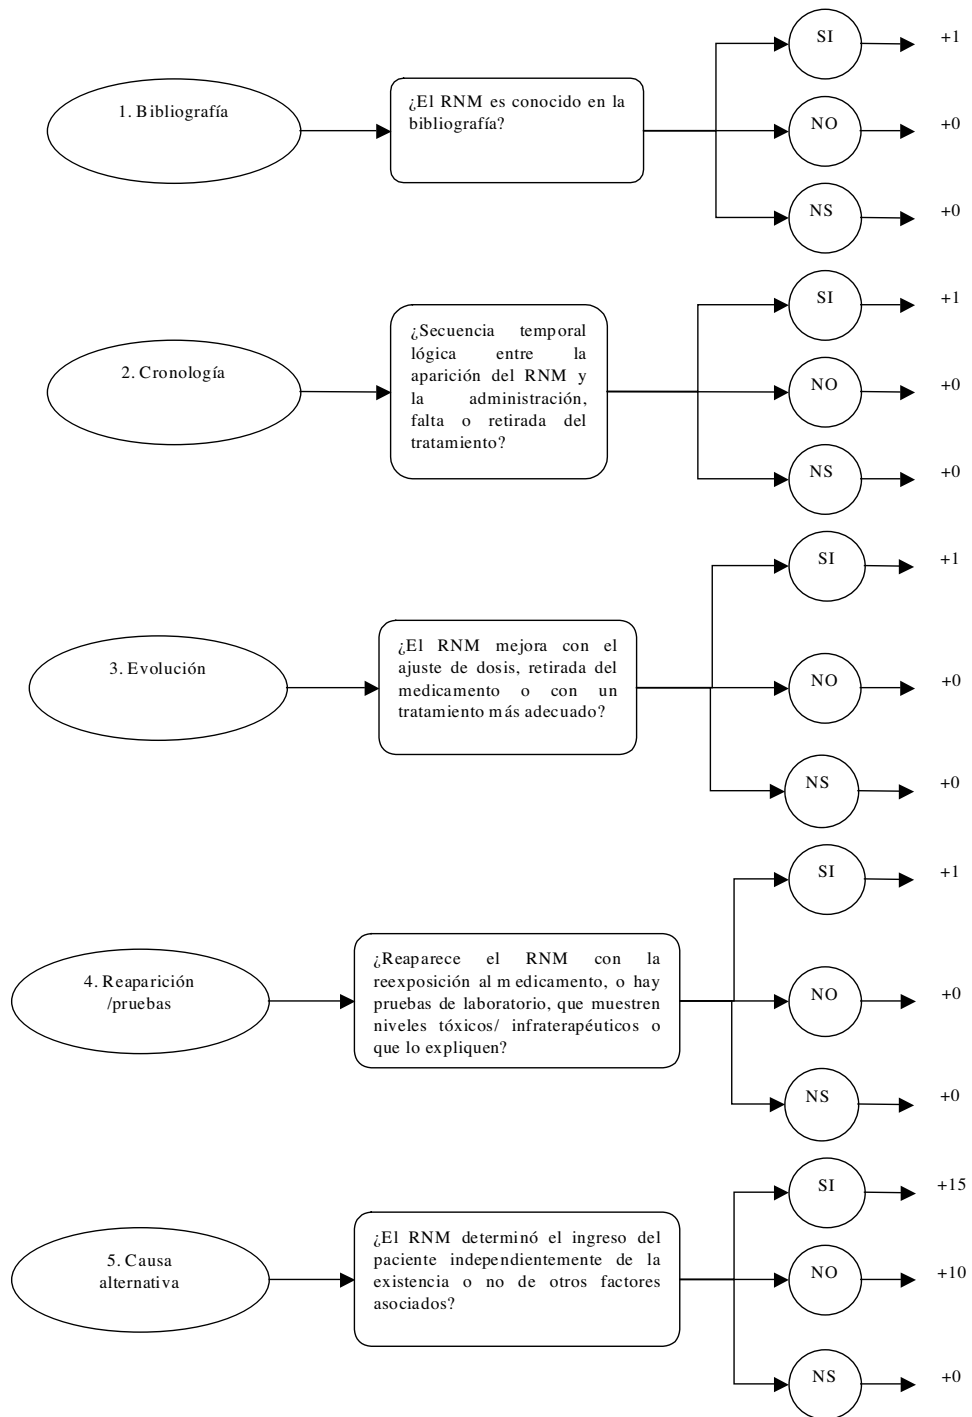 1. Bibliografía
¿El RNM es conocido en la
bibliografía?
SI
+1
NO
+0
NS
+0
2. Cronología
¿Secuencia temporal
lógica entre la
aparición del RNM y
la administración,
falta o retirada del
tratamiento?
SI
+1
NO
+0
NS
+0
3. Evolución
¿El RNM mejora con el
ajuste de dosis, retirada del
medicamento o con un
tratamiento más adecuado?
SI
+1
NO
+0
NS
+0
4. Reaparición
/pruebas
¿Reaparece el RNM con la
reexposición al medicamento, o hay
pruebas de laboratorio, que muestren
niveles tóxicos/ infraterapéuticos o
que lo expliquen?
SI
+1
NO
+0
NS
+0
5. Causa
alternativa
¿El RNM determinó el ingreso del
paciente independientemente de la
existencia o no de otros factores
asociados?
SI
+15
NO
+10
NS
+0